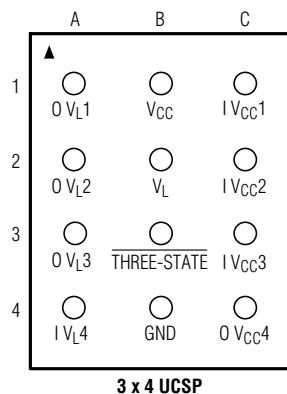 A B C
1
O VL1 VCC I VCC1
2
O VL2 VL I VCC2
3
O VL3 THREE-STATE I VCC3
4
I VL4 GND O VCC4
3 x 4 UCSP